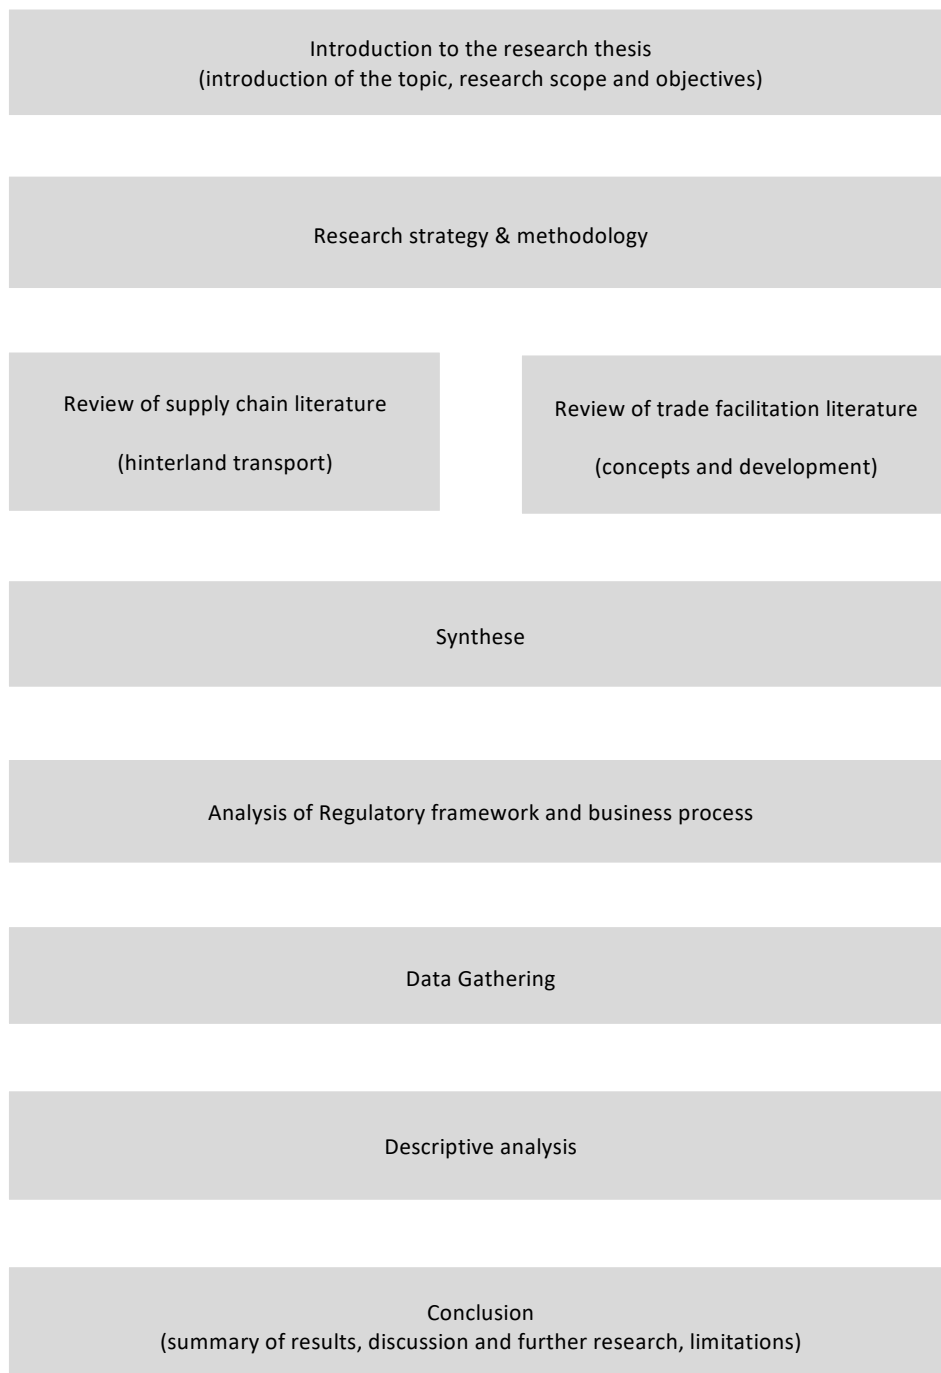 Introduction to the research thesis
(introduction of the topic, research scope and objectives)
Research strategy & methodology
Review of supply chain literature
(hinterland transport)
Review of trade facilitation literature
(concepts and development)
Synthese
Analysis of Regulatory framework and business process
Data Gathering
Descriptive analysis
Conclusion
(summary of results, discussion and further research, limitations)